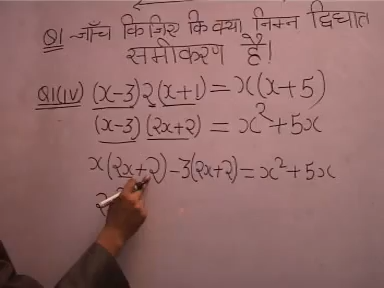 Q1 जाँच किजिए कि क्या निम्न द्विघात
समीकरण है।
Q1(iv) (x-3)2(x+1) = x(x+5)
(x-3)(2x+2) = x²+5x
x(2x+2)-3(2x+2) = x²+5x